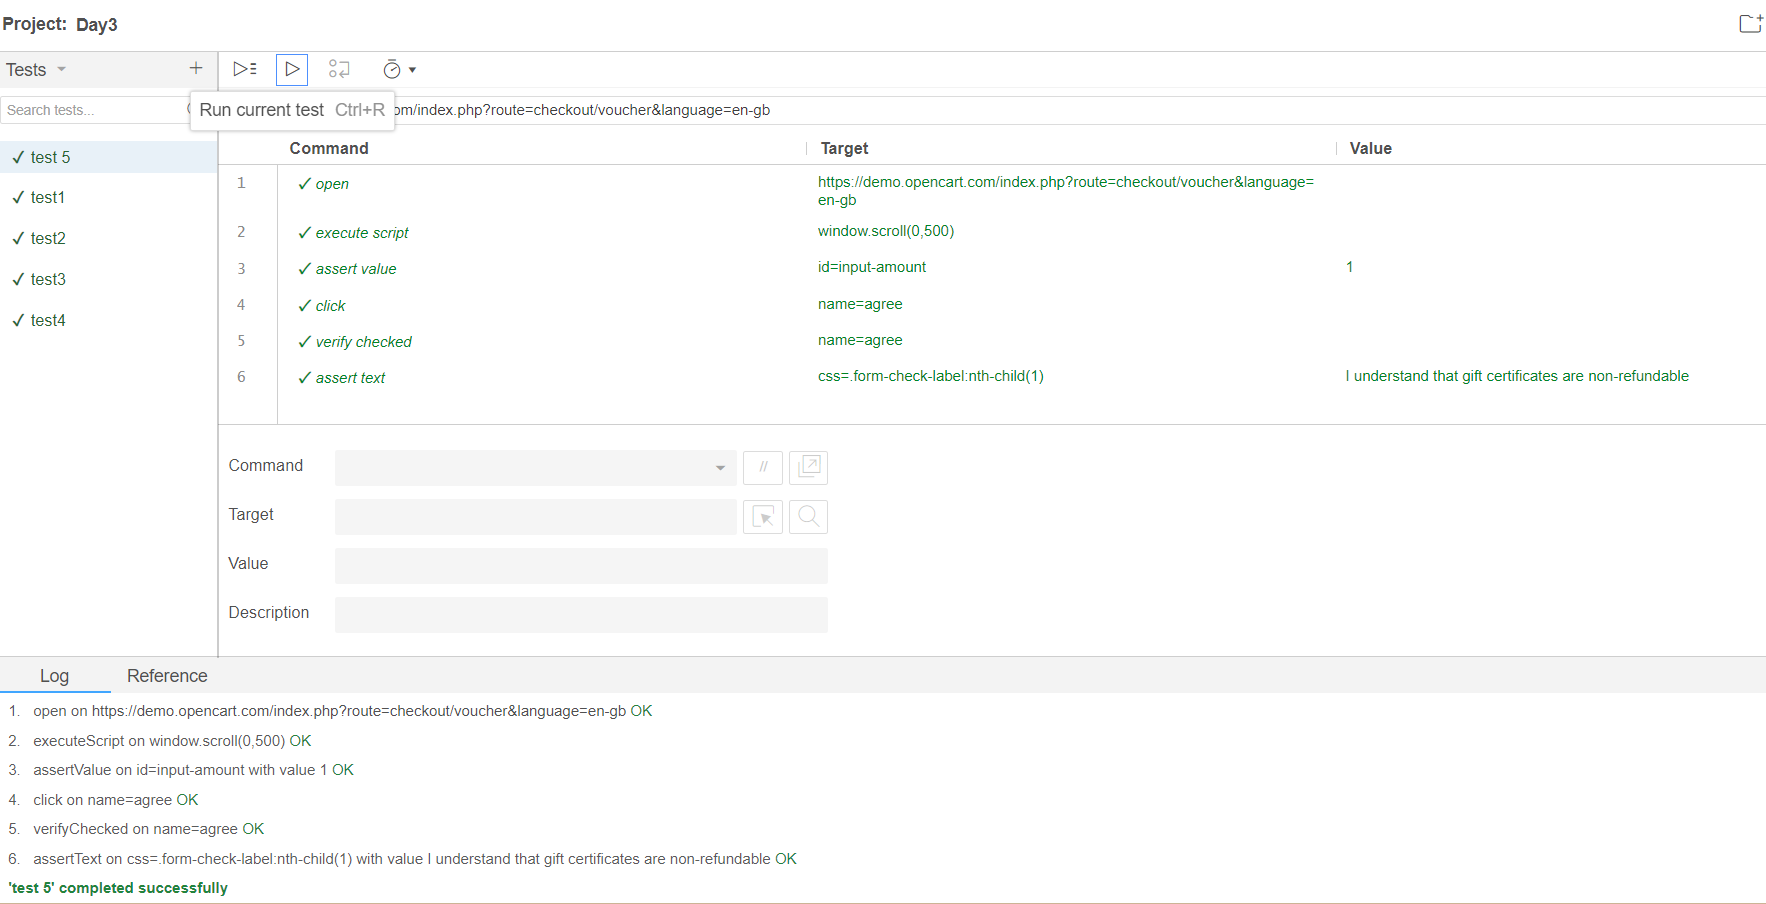 Project: Day3
Tests
Search tests...
Run current test Ctrl+R
om/index.php?route=checkout/voucher&language=en-gb
test 5
test1
test2
test3
test4
Command Target Value
1 open https://demo.opencart.com/index.php?route=checkout/voucher&language=
en-gb
2 execute script window.scroll(0,500)
3 assert value id=input-amount 1
4 click name=agree
5 verify checked name=agree
6 assert text css=.form-check-label:nth-child(1) I understand that gift certificates are non-refundable
Command //
Target
Value
Description
Log Reference
1. open on https://demo.opencart.com/index.php?route=checkout/voucher&language=en-gb OK
2. executeScript on window.scroll(0,500) OK
3. assertValue on id=input-amount with value 1 OK
4. click on name=agree OK
5. verifyChecked on name=agree OK
6. assertText on css=.form-check-label:nth-child(1) with value I understand that gift certificates are non-refundable OK
'test 5' completed successfully